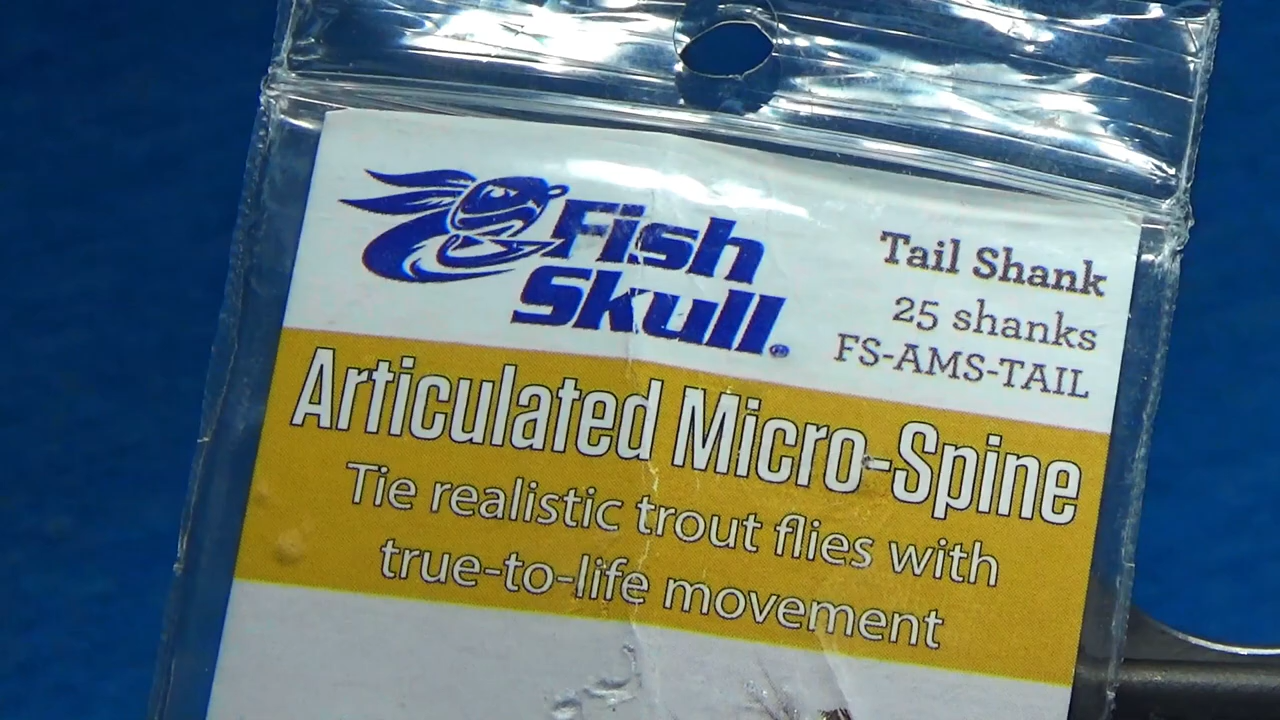 Fish
Skull®
Tail Shank
25 shanks
FS-AMS-TAIL
Articulated Micro-Spine
Tie realistic trout flies with
true-to-life movement